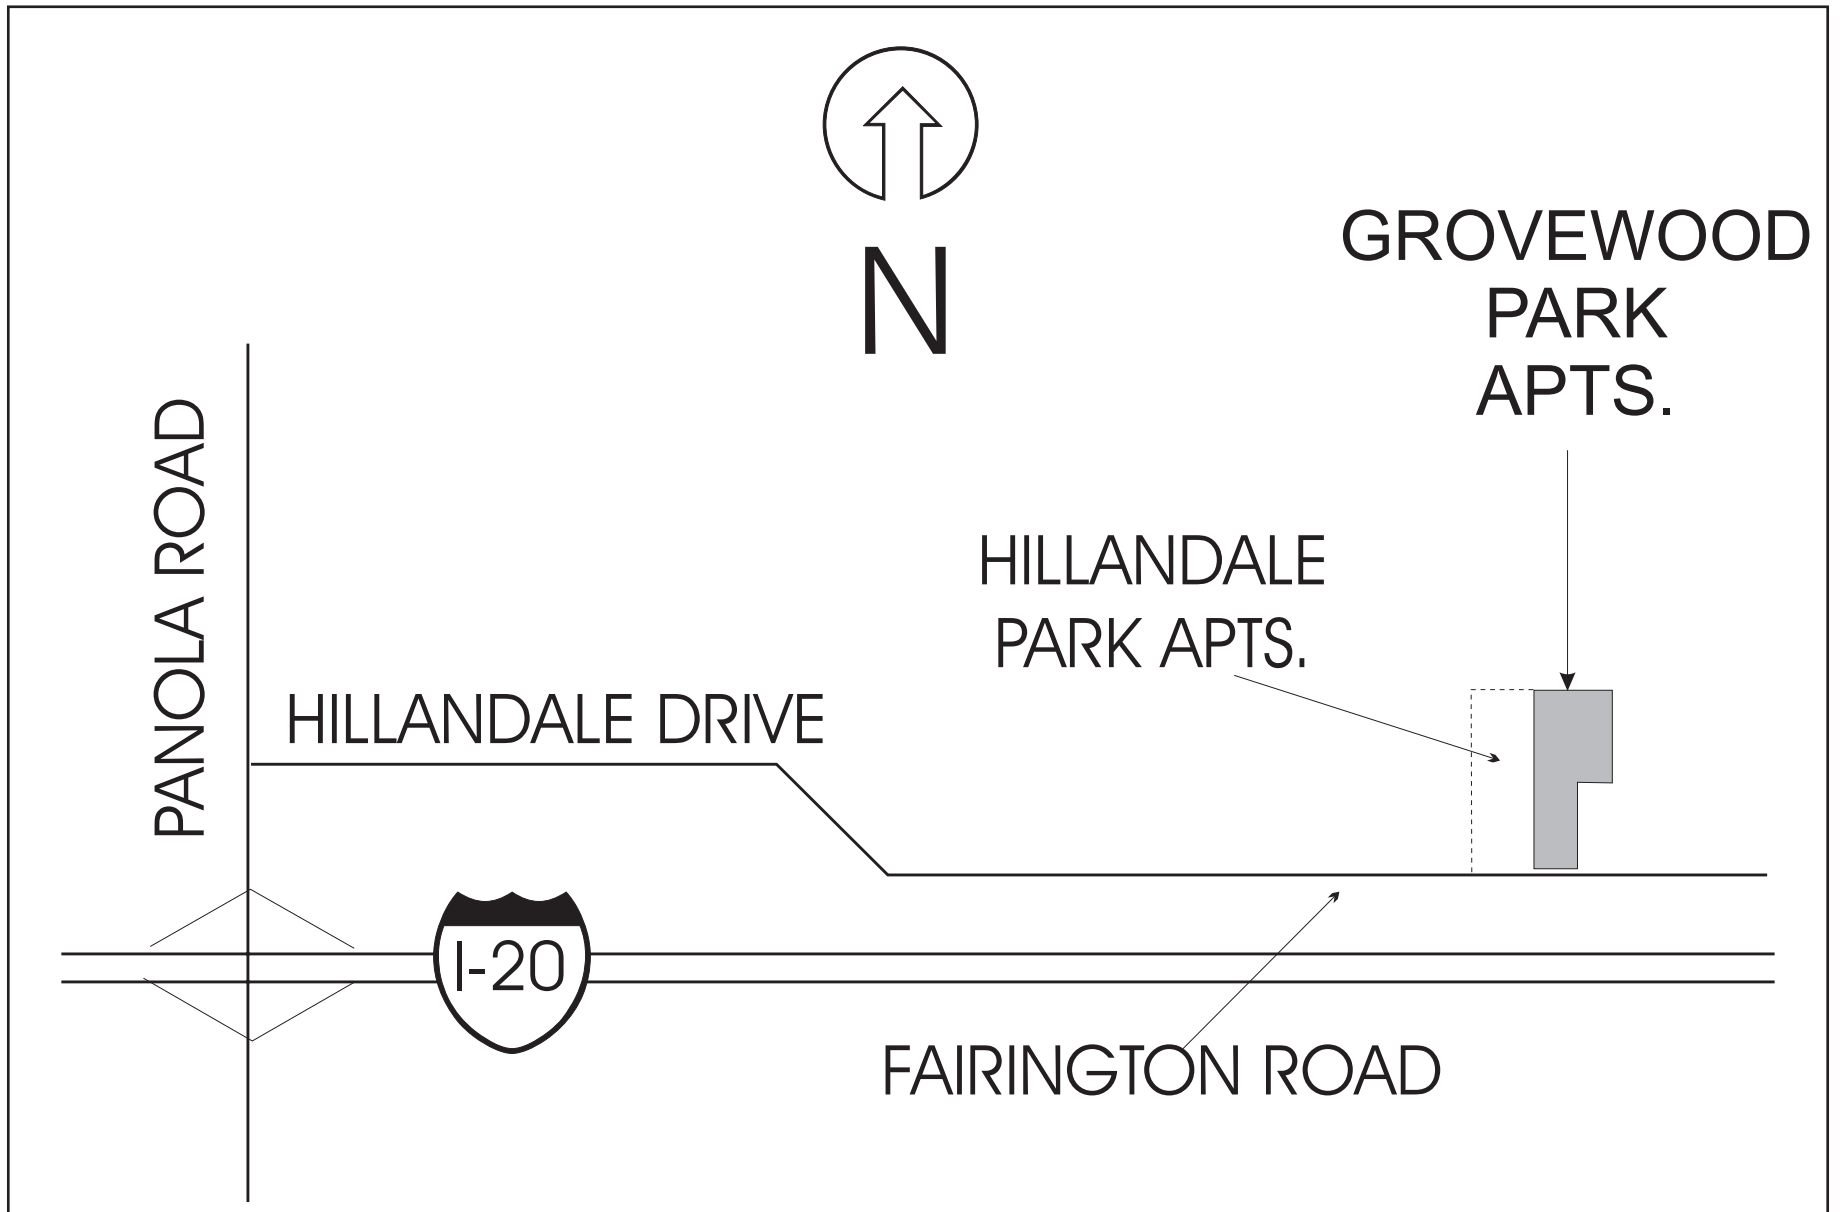 N
GROVEWOOD
PARK
APTS.
PANOLA ROAD
HILLANDALE
PARK APTS.
HILLANDALE DRIVE
I-20
FAIRINGTON ROAD